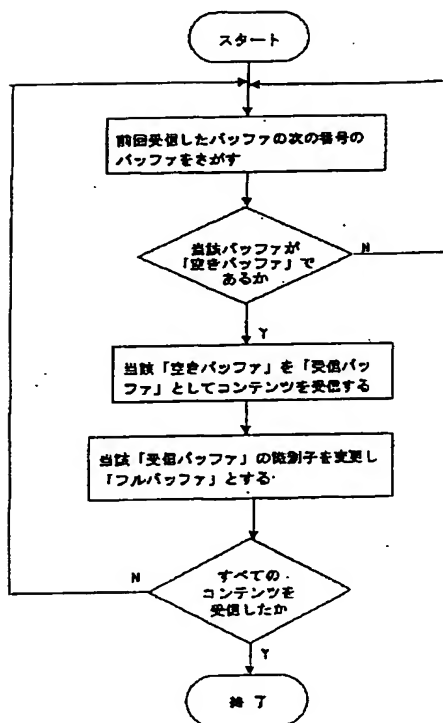 スタート
前回受信したバッファの次の番号の
バッファをさがす
当該バッファが
「空きバッファ」で
あるか
N
Y
当該「空きバッファ」を「受信バッ
ファ」としてコンテンツを受信する
当該「受信バッファ」の識別子を変更し
「フルバッファ」とする
すべての
コンテンツを
受信したか
N
Y
終了